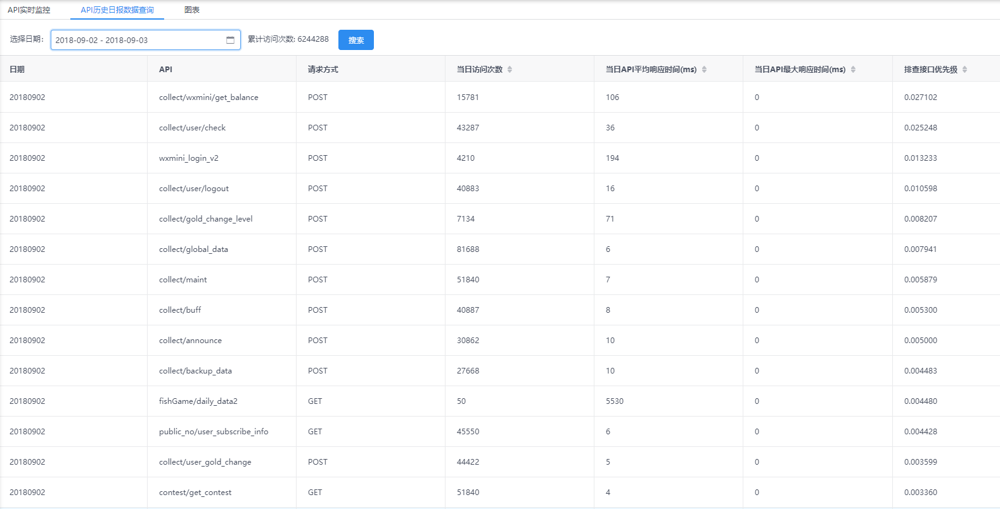 API实时监控 API历史日报数据查询 图表
选择日期: 2018-09-02 - 2018-09-03 累计访问次数: 6244288 搜索
日期 API 请求方式 当日访问次数 当日API平均响应时间(ms) 当日API最大响应时间(ms) 排查接口优先级
20180902 collect/wxmini/get_balance POST 15781 106 0 0.027102
20180902 collect/user/check POST 43287 36 0 0.025248
20180902 wxmini_login_v2 POST 4210 194 0 0.013233
20180902 collect/user/logout POST 40883 16 0 0.010598
20180902 collect/gold_change_level POST 7134 71 0 0.008207
20180902 collect/global_data POST 81688 6 0 0.007941
20180902 collect/maint POST 51840 7 0 0.005879
20180902 collect/buff POST 40887 8 0 0.005300
20180902 collect/announce POST 30862 10 0 0.005000
20180902 collect/backup_data POST 27668 10 0 0.004483
20180902 fishGame/daily_data2 GET 50 5530 0 0.004480
20180902 public_no/user_subscribe_info GET 45550 6 0 0.004428
20180902 collect/user_gold_change POST 44422 5 0 0.003599
20180902 contest/get_contest GET 51840 4 0 0.003360